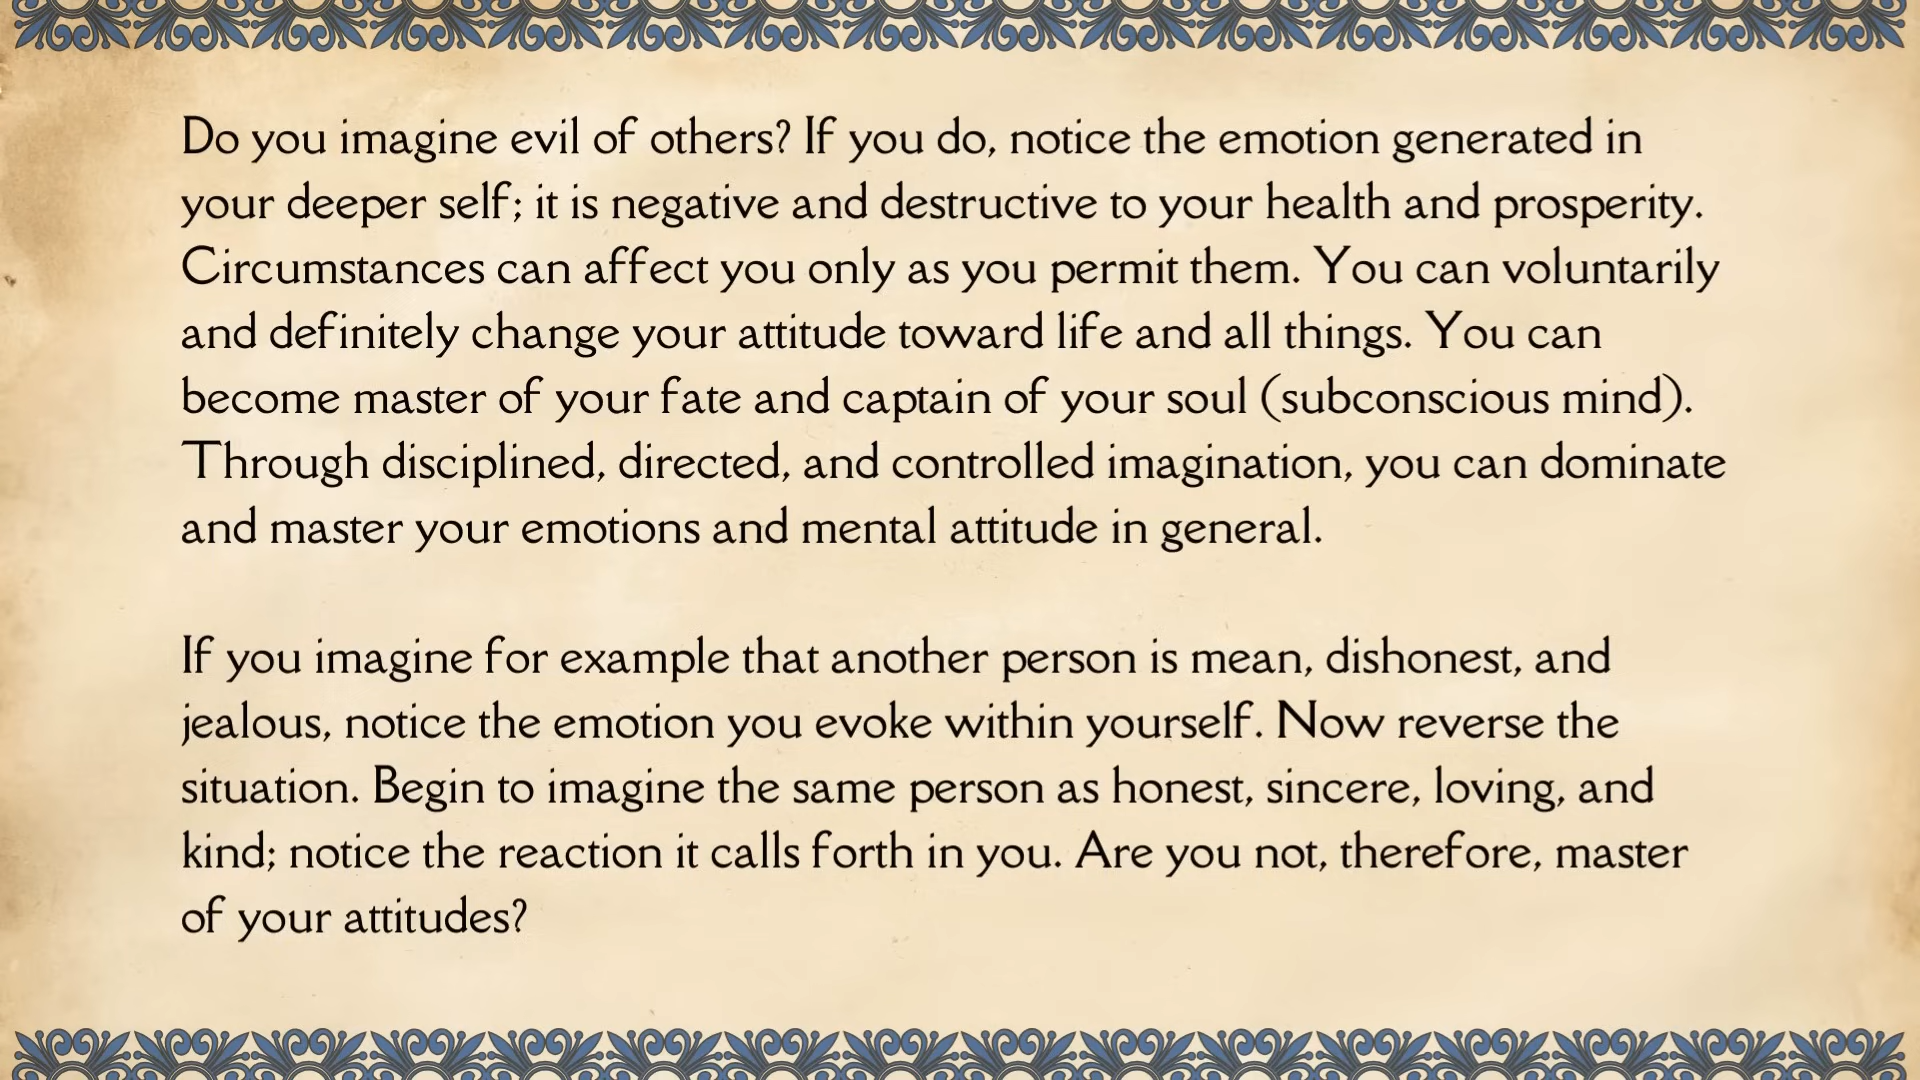 Do you imagine evil of others? If you do, notice the emotion generated in
your deeper self; it is negative and destructive to your health and prosperity.
Circumstances can affect you only as you permit them. You can voluntarily
and definitely change your attitude toward life and all things. You can
become master of your fate and captain of your soul (subconscious mind).
Through disciplined, directed, and controlled imagination, you can dominate
and master your emotions and mental attitude in general.
If you imagine for example that another person is mean, dishonest, and
jealous, notice the emotion you evoke within yourself. Now reverse the
situation. Begin to imagine the same person as honest, sincere, loving, and
kind; notice the reaction it calls forth in you. Are you not, therefore, master
of your attitudes?